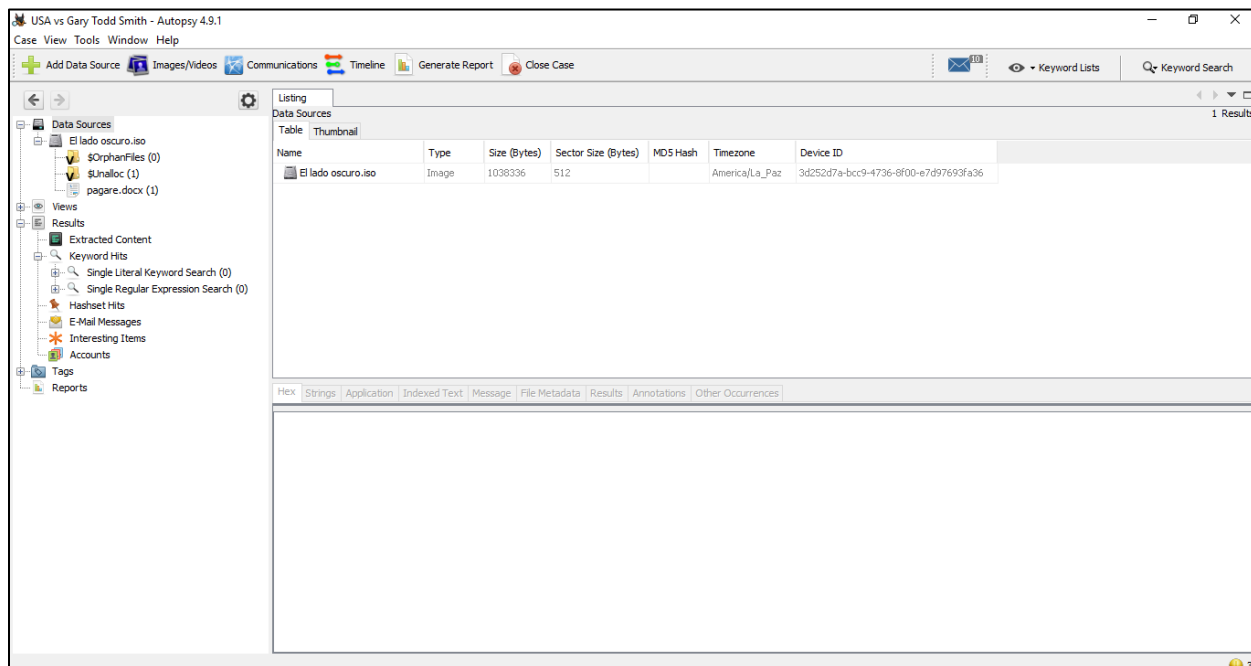 USA vs Gary Todd Smith - Autopsy 4.9.1
Case View Tools Window Help
Add Data Source Images/Videos Communications Timeline Generate Report Close Case 10 Keyword Lists Keyword Search
Listing
Data Sources
1 Results
Table Thumbnail
Name Type Size (Bytes) Sector Size (Bytes) MD5 Hash Timezone Device ID
El lado oscuro.iso Image 1038336 512 America/La_Paz 3d252d7a-bcc9-4736-8f00-e7d97693fa36
Data Sources
El lado oscuro.iso
$OrphanFiles (0)
$Unalloc (1)
pagare.docx (1)
Views
Results
Extracted Content
Keyword Hits
Single Literal Keyword Search (0)
Single Regular Expression Search (0)
Hashset Hits
E-Mail Messages
Interesting Items
Accounts
Tags
Reports
Hex Strings Application Indexed Text Message File Metadata Results Annotations Other Occurrences